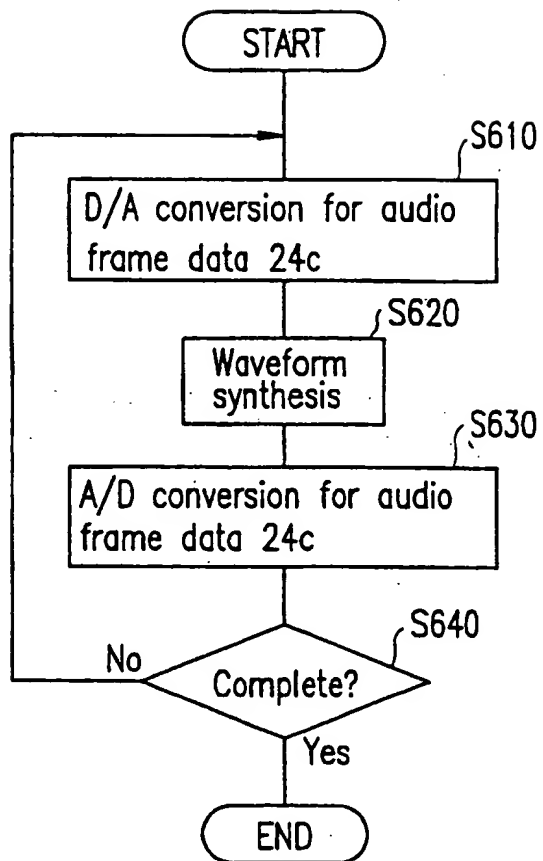 START
S610
D/A conversion for audio
frame data 24c
S620
Waveform
synthesis
S630
A/D conversion for audio
frame data 24c
S640
No
Complete?
Yes
END